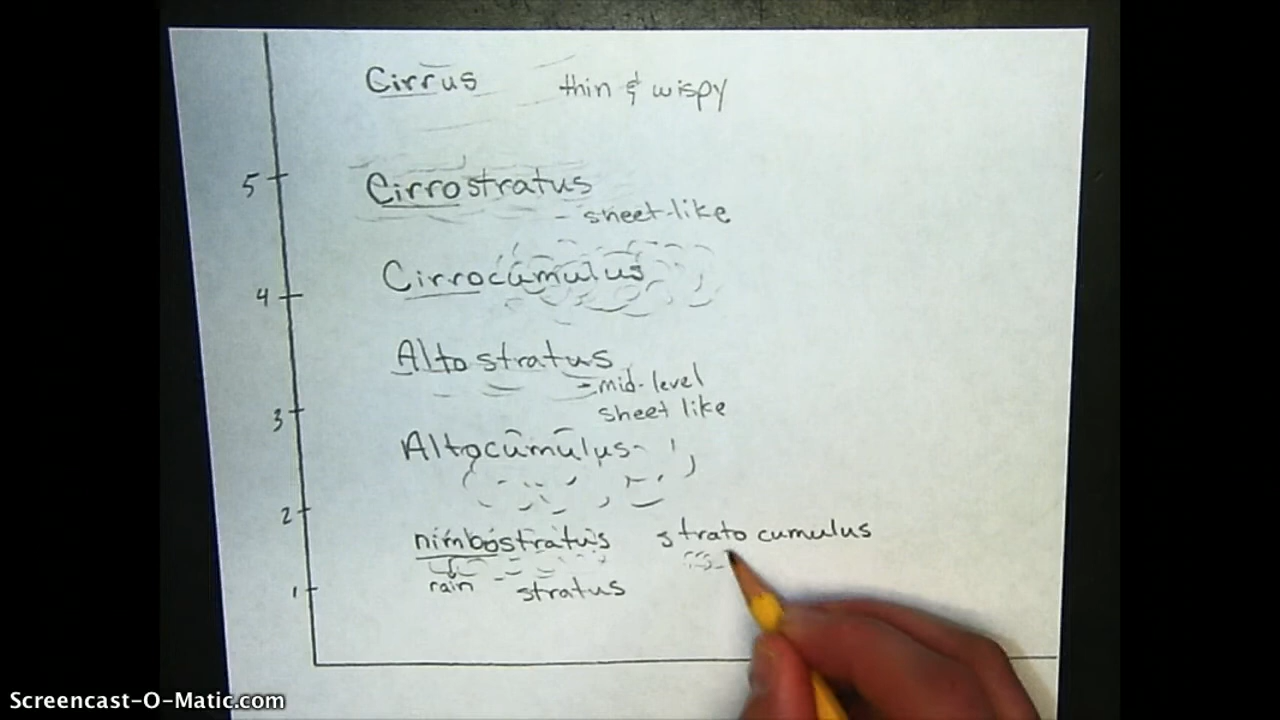 Cirrus thin & wispy
5
Cirrostratus
- sheet-like
Cirrocumulus
4
Altostratus
- mid-level
sheet like
3
Altocumulus
2
nimbostratus strato cumulus
rain stratus
1
Screencast-O-Matic.com